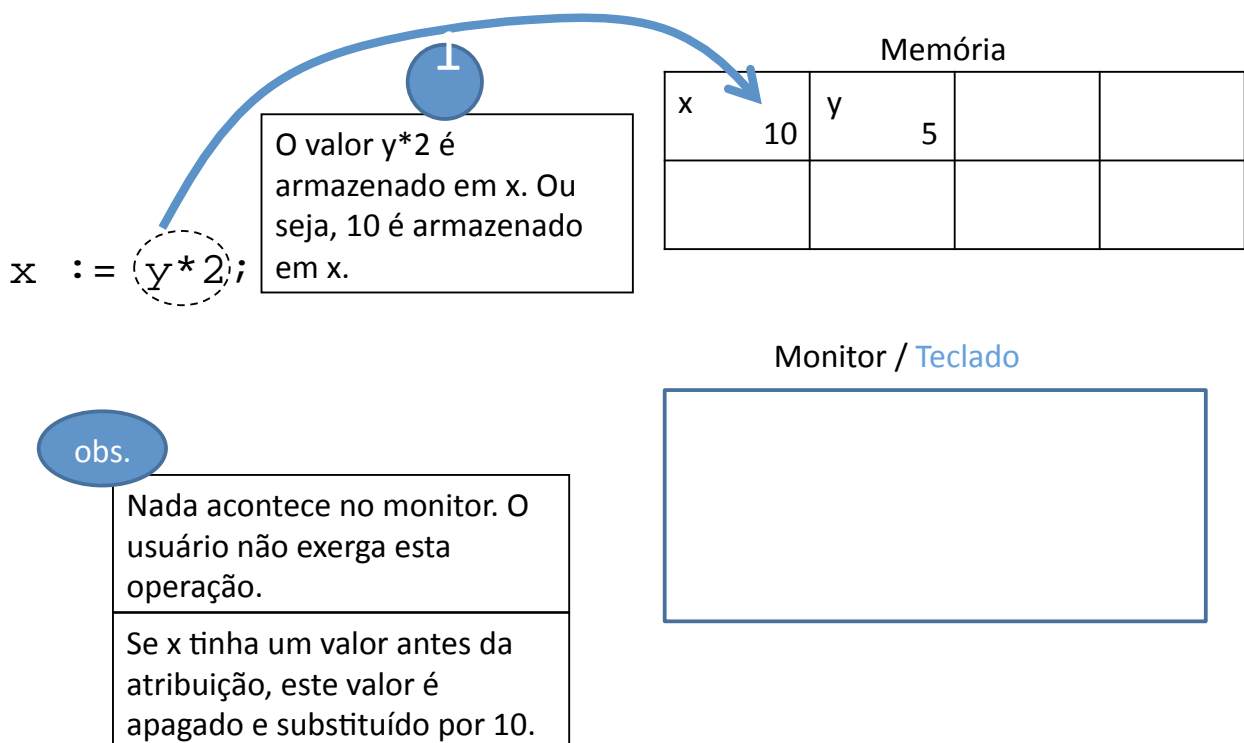 Memória
x
10
y
5
1
O valor y*2 é
armazenado em x. Ou
seja, 10 é armazenado
em x.
x := y*2;
Monitor / Teclado
obs.
Nada acontece no monitor. O
usuário não exerga esta
operação.
Se x tinha um valor antes da
atribuição, este valor é
apagado e substituído por 10.